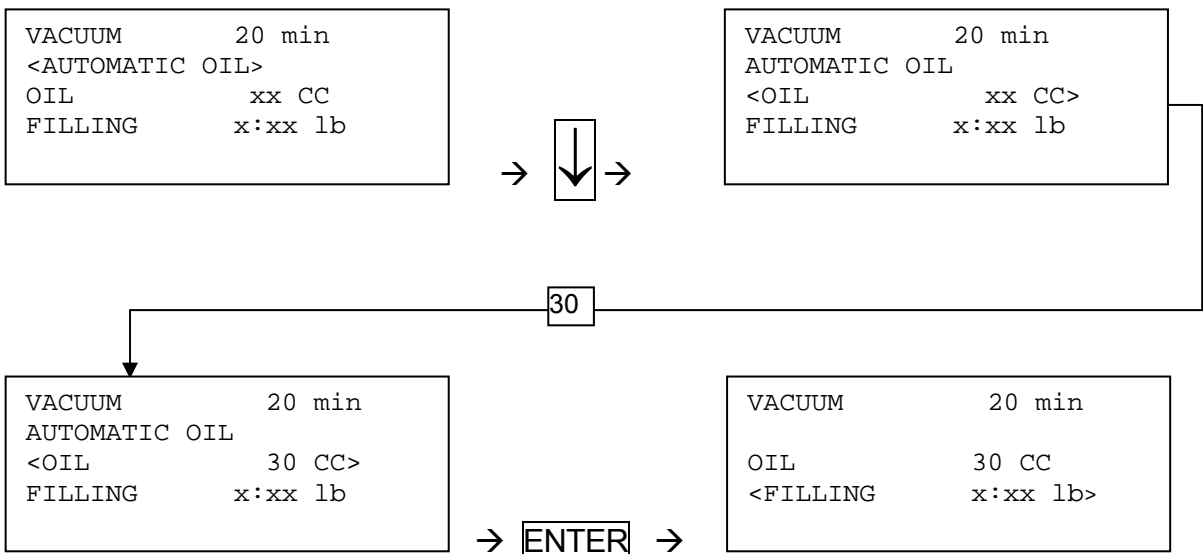 VACUUM 20 min
<AUTOMATIC OIL>
OIL xx CC
FILLING x:xx lb
→ ↓ →
VACUUM 20 min
AUTOMATIC OIL
<OIL xx CC>
FILLING x:xx lb
30
VACUUM 20 min
AUTOMATIC OIL
<OIL 30 CC>
FILLING x:xx lb
→ ENTER →
VACUUM 20 min
OIL 30 CC
<FILLING x:xx lb>